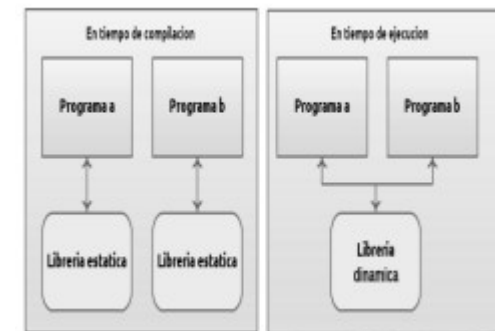 En tiempo de compilacion
Programa a
Programa b
Libreria estatica
Libreria estatica
En tiempo de ejecucion
Programa a
Programa b
Libreria
dinamica